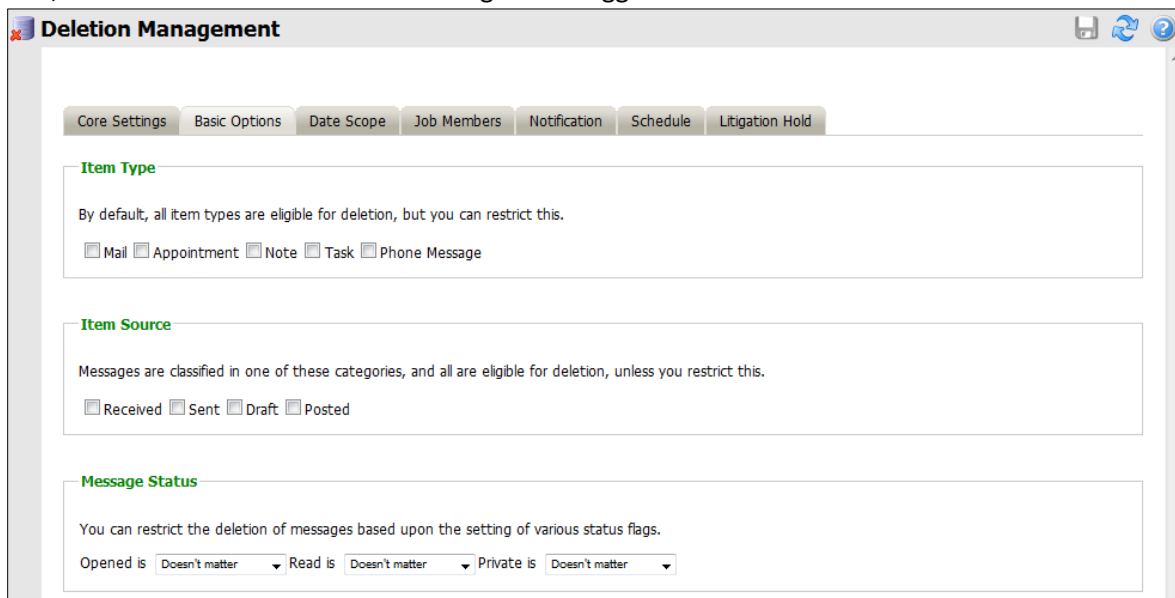 Deletion Management
Core Settings Basic Options Date Scope Job Members Notification Schedule Litigation Hold
Item Type
By default, all item types are eligible for deletion, but you can restrict this.
Mail Appointment Note Task Phone Message
Item Source
Messages are classified in one of these categories, and all are eligible for deletion, unless you restrict this.
Received Sent Draft Posted
Message Status
You can restrict the deletion of messages based upon the setting of various status flags.
Opened is Doesn't matter Read is Doesn't matter Private is Doesn't matter